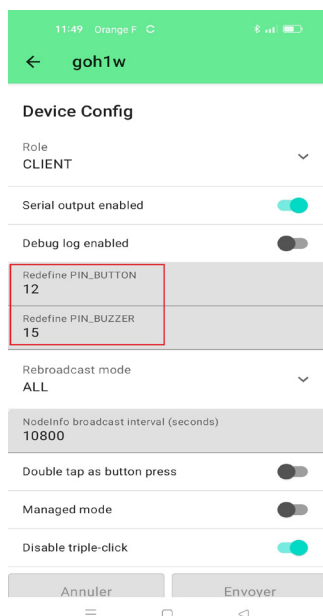 11:49 Orange F
goh1w
Device Config
Role
CLIENT
Serial output enabled
Debug log enabled
Redefine PIN_BUTTON
12
Redefine PIN_BUZZER
15
Rebroadcast mode
ALL
NodeInfo broadcast interval (seconds)
10800
Double tap as button press
Managed mode
Disable triple-click
Annuler Envoyer